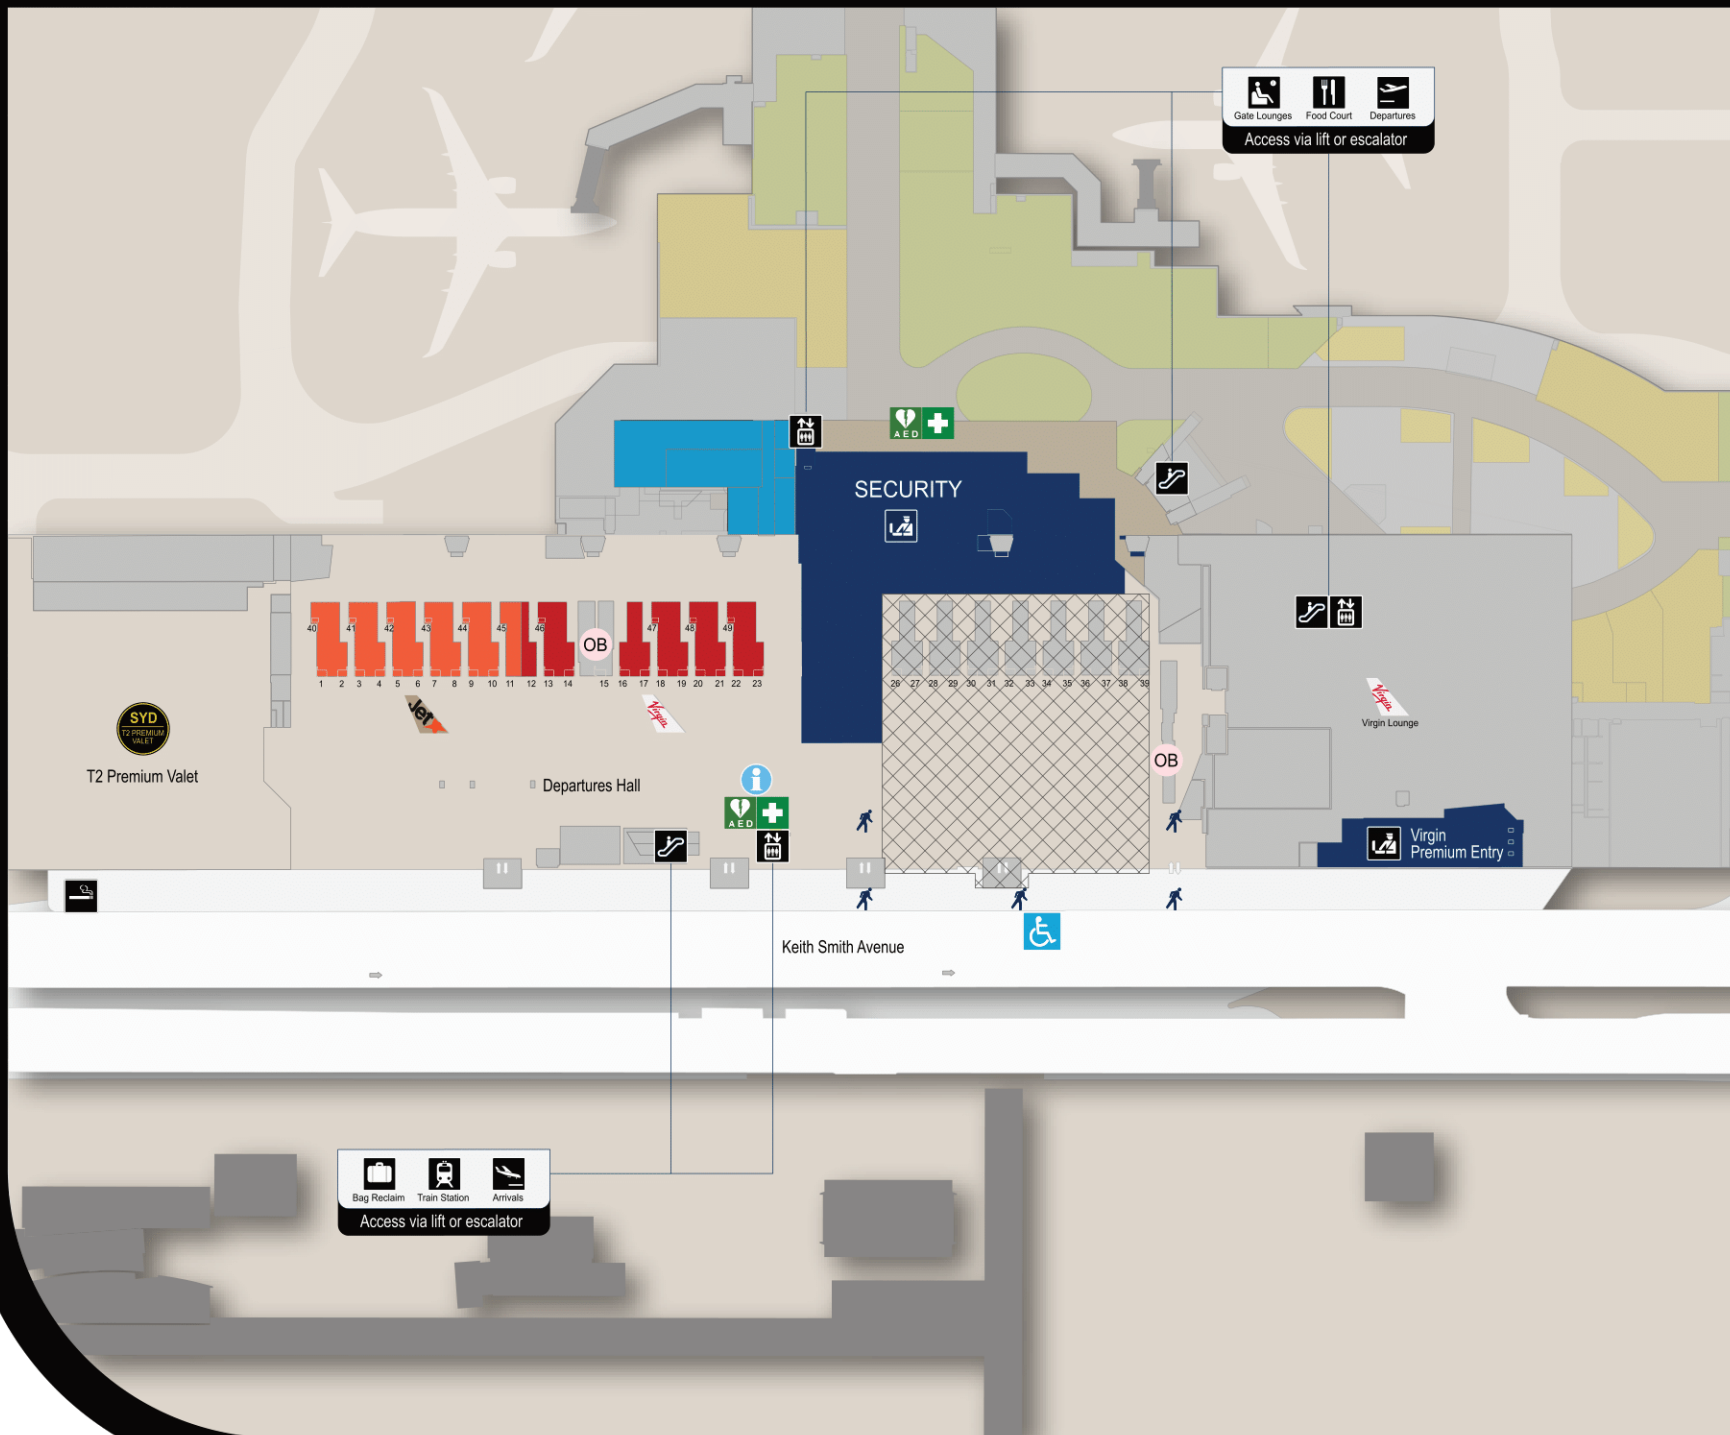 Gate Lounges Food Court Departures
Access via lift or escalator
AED
SECURITY
40 41 42 43 44 45 46 47 48 49
OB
1 2 3 4 5 6 7 8 9 10 11 12 13 14 15 16 17 18 19 20 21 22 23
26 27 28 29 30 31 32 33 34 35 36 37 38 39
Jet
Virgin
Virgin
Virgin Lounge
SYD
T2 PREMIUM
VALET
T2 Premium Valet
OB
Departures Hall
i
AED
Virgin
Premium Entry
Keith Smith Avenue
Bag Reclaim Train Station Arrivals
Access via lift or escalator